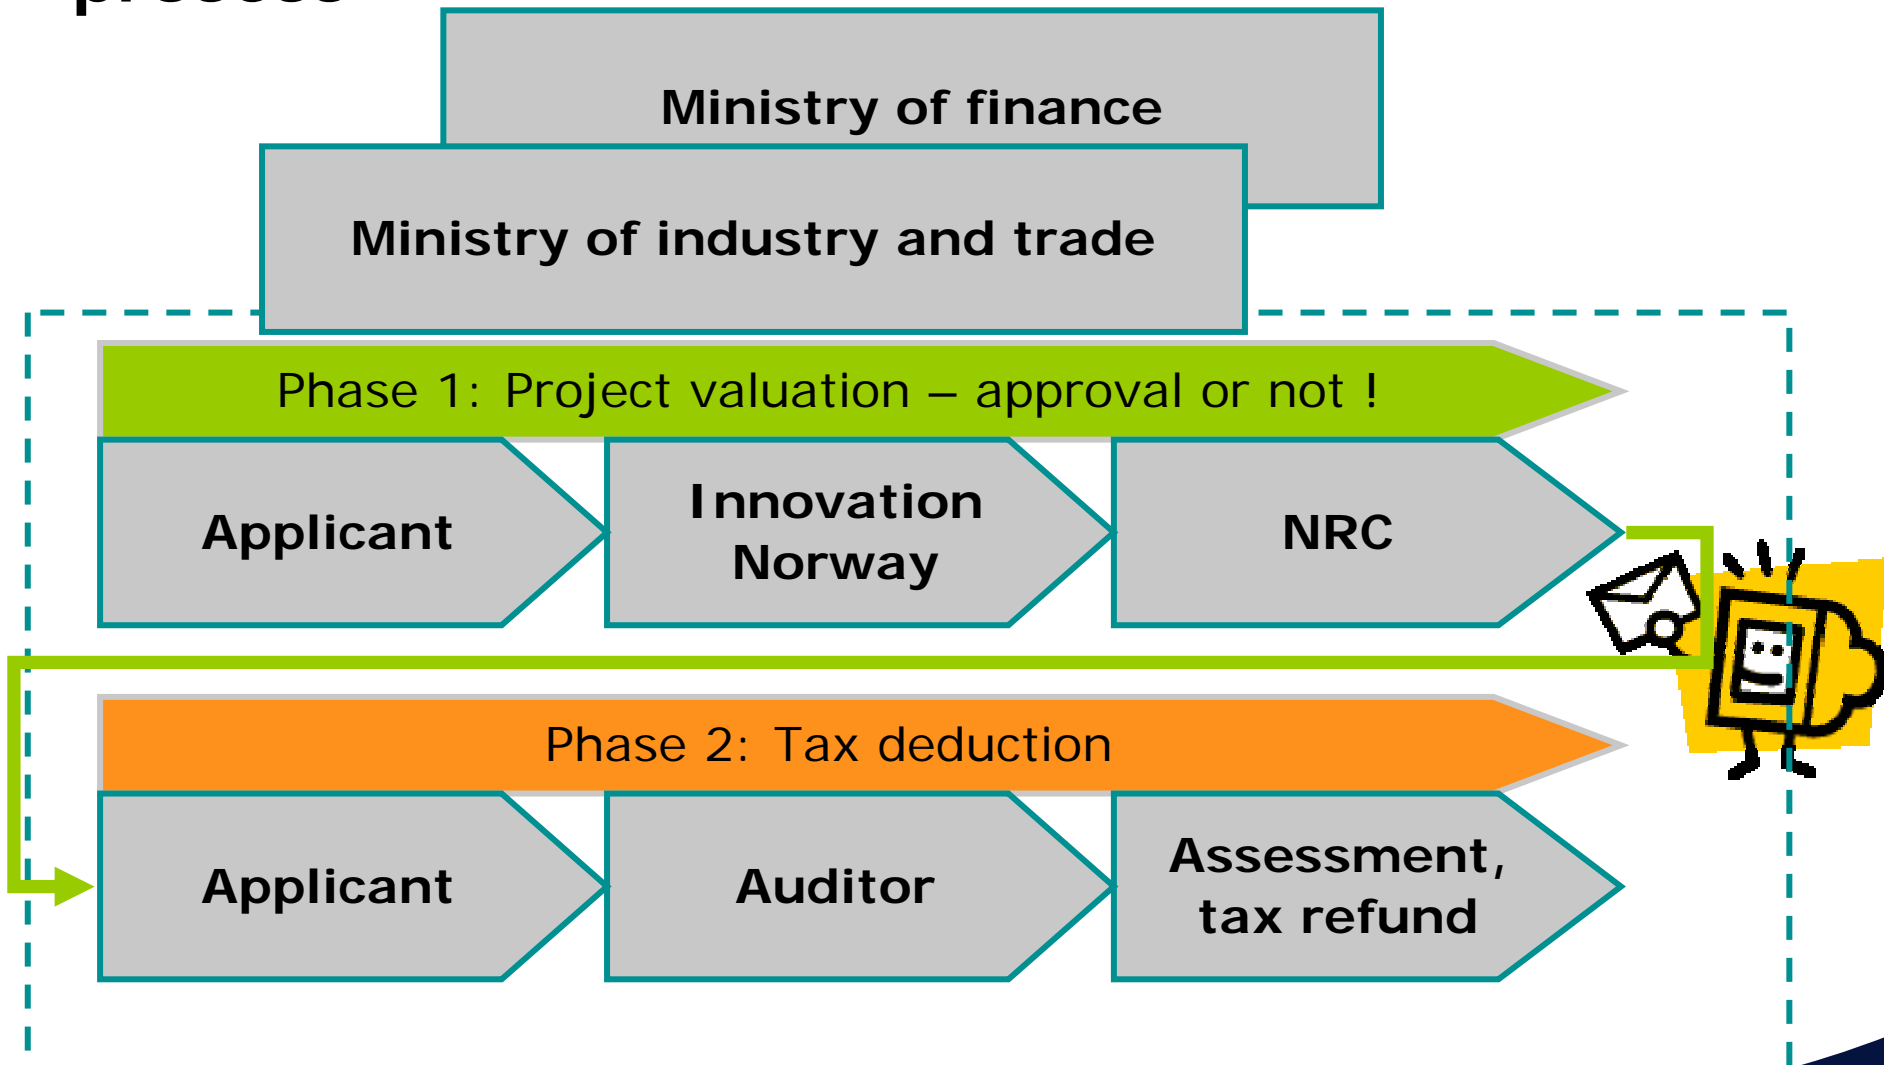 process
Ministry of finance
Ministry of industry and trade
Phase 1: Project valuation – approval or not !
Applicant
Innovation
Norway
NRC
Phase 2: Tax deduction
Applicant
Auditor
Assessment,
tax refund